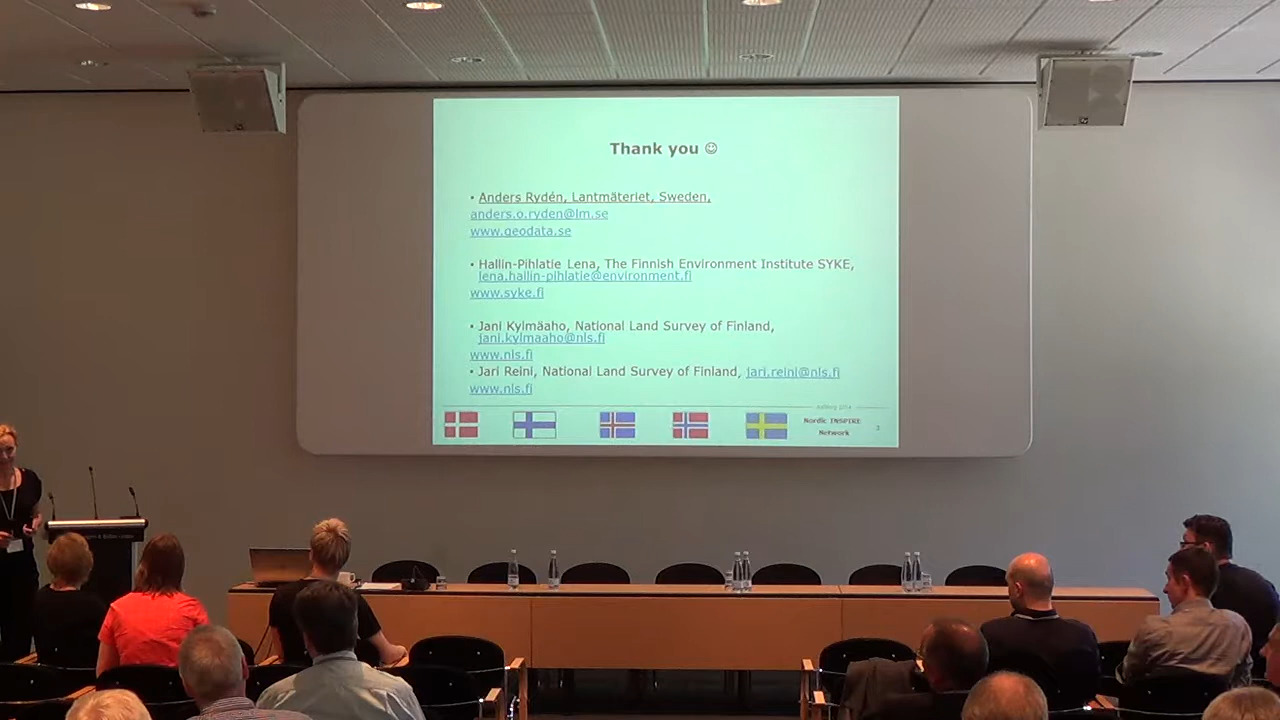 Thank you ☺
• Anders Rydén, Lantmäteriet, Sweden,
anders.o.ryden@lm.se
www.geodata.se
• Hallin-Pihlatie Lena, The Finnish Environment Institute SYKE,
lena.hallin-pihlatie@environment.fi
www.syke.fi
• Jani Kylmäaho, National Land Survey of Finland,
jani.kylmaaho@nls.fi
www.nls.fi
• Jari Reini, National Land Survey of Finland, jari.reini@nls.fi
www.nls.fi
Aalborg 2014
Nordic INSPIRE
Network
3